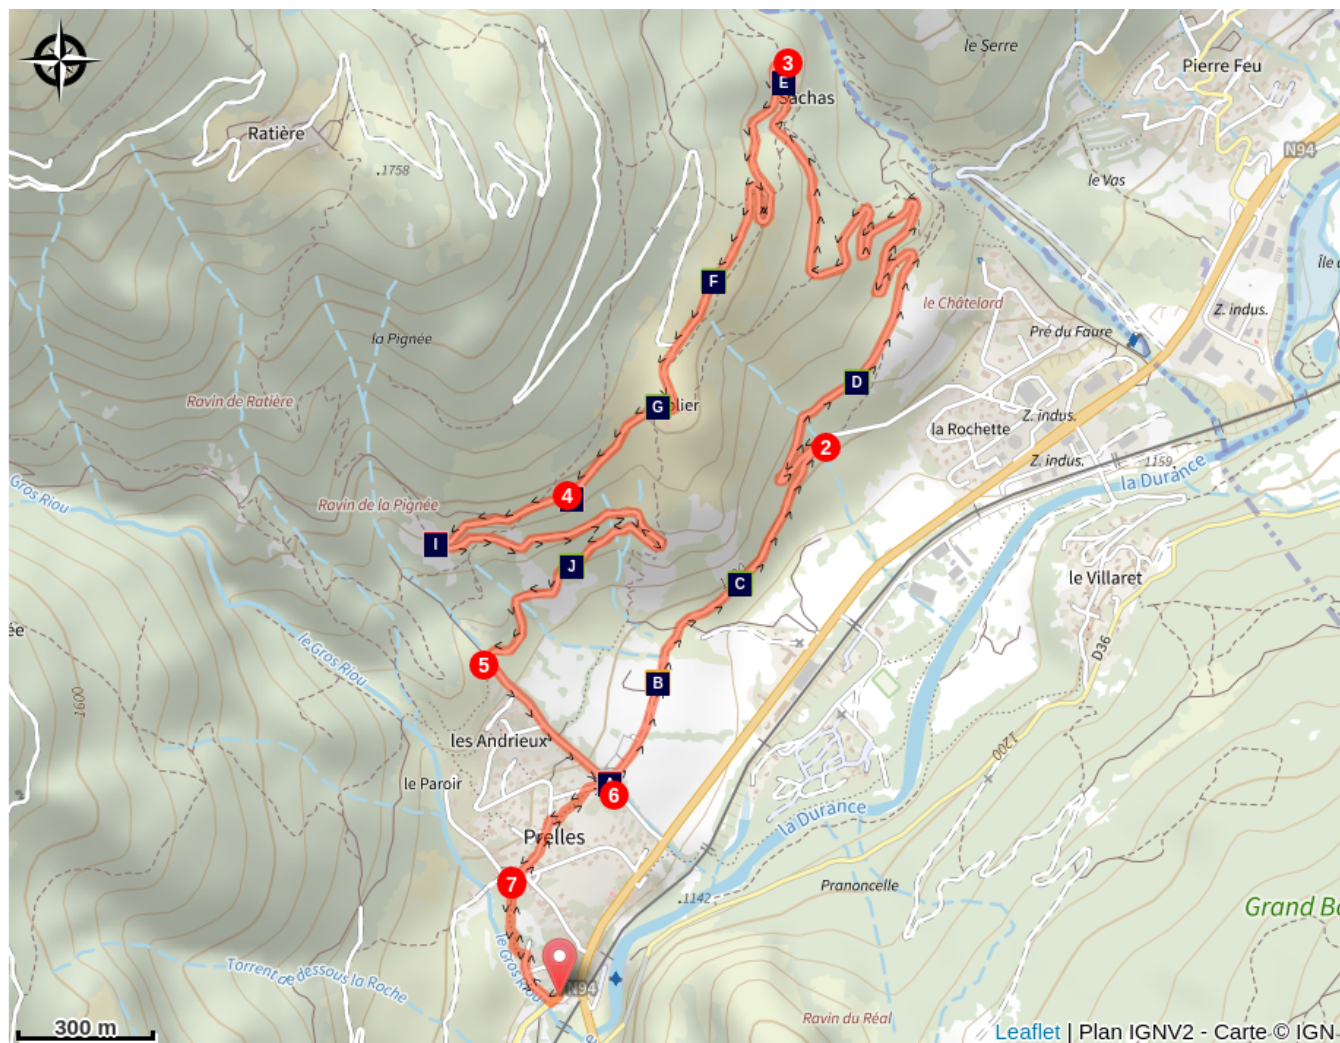 le Serre
Pierre Feu
3
E
Sachas
Ratière
N94
.1758
le Vas
Île d
F
le Châtelard
Z. indus.
la Pignée
Pré du Faure
D
Ravin de Ratière
G
olier
Z. indus.
la Rochette
2
Z. indus.
1159
la Durance
Gros Riou
Ravin de la Pignée
4
I
J
C
le Villaret
ée
le Gros Riou
D36
5
B
1600
les Andrieux
1200
le Paroir
A
6
la Durance
Prelles
7
Pranoncelle
.1142
Grand Bo
le Gros Riou
Torrent de dessous la Roche
N94
Ravin du Réal
300 m
Leaflet | Plan IGNV2 - Carte © IGN